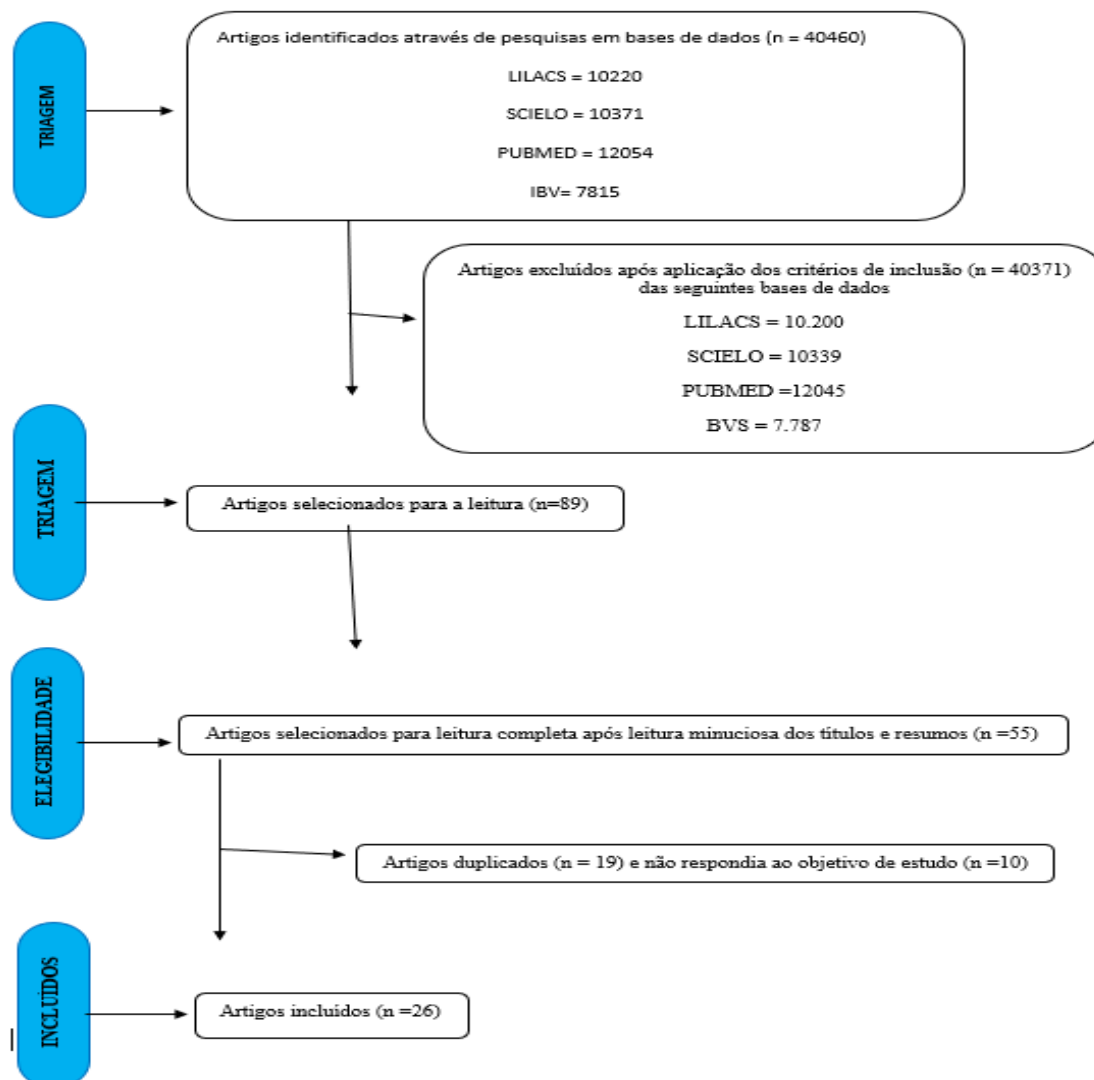 TRIAGEM
Artigos identificados através de pesquisas em bases de dados (n = 40460)
LILACS = 10220
SCIELO = 10371
PUBMED = 12054
IBV= 7815
Artigos excluídos após aplicação dos critérios de inclusão (n = 40371)
das seguintes bases de dados
LILACS = 10.200
SCIELO = 10339
PUBMED =12045
BVS = 7.787
TRIAGEM
Artigos selecionados para a leitura (n=89)
ELEGIBILIDADE
Artigos selecionados para leitura completa após leitura minuciosa dos títulos e resumos (n =55)
Artigos duplicados (n = 19) e não respondia ao objetivo de estudo (n =10)
INCLUÍDOS
Artigos incluídos (n =26)